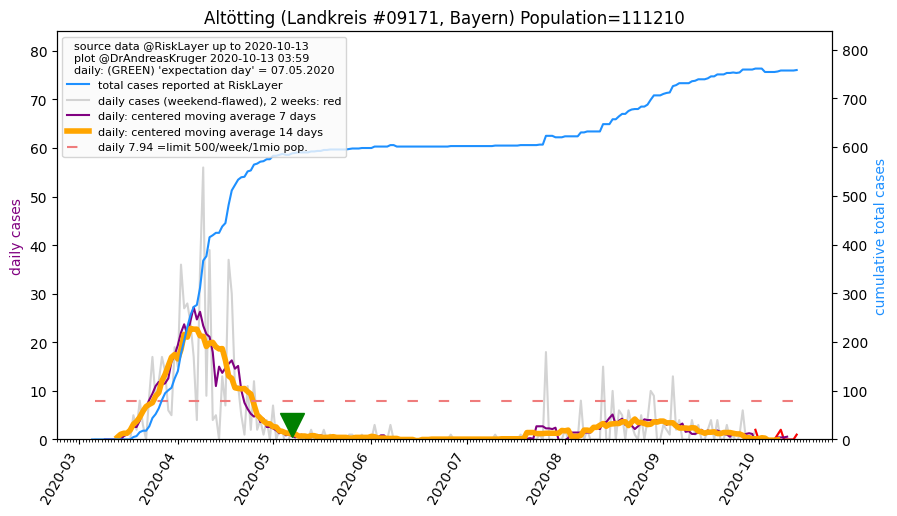 Altötting (Landkreis #09171, Bayern) Population=111210
source data @RiskLayer up to 2020-10-13
plot @DrAndreasKruger 2020-10-13 03:59
daily: (GREEN) 'expectation day' = 07.05.2020
total cases reported at RiskLayer
daily cases (weekend-flawed), 2 weeks: red
daily: centered moving average 7 days
daily: centered moving average 14 days
daily 7.94 =limit 500/week/1mio pop.
daily cases
80
70
60
50
40
30
20
10
0
cumulative total cases
800
700
600
500
400
300
200
100
0
2020-03
2020-04
2020-05
2020-06
2020-07
2020-08
2020-09
2020-10